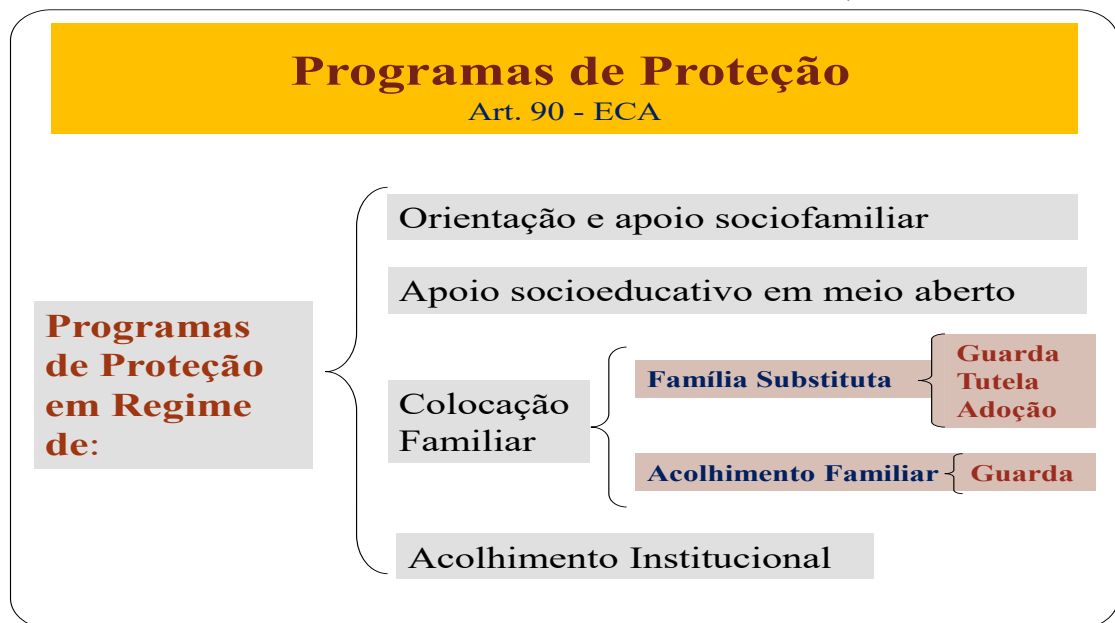 Programas de Proteção
Art. 90 - ECA
Programas
de Proteção
em Regime
de:
Orientação e apoio sociofamiliar
Apoio socioeducativo em meio aberto
Colocação
Familiar
Família Substituta
Guarda
Tutela
Adoção
Acolhimento Familiar
Guarda
Acolhimento Institucional